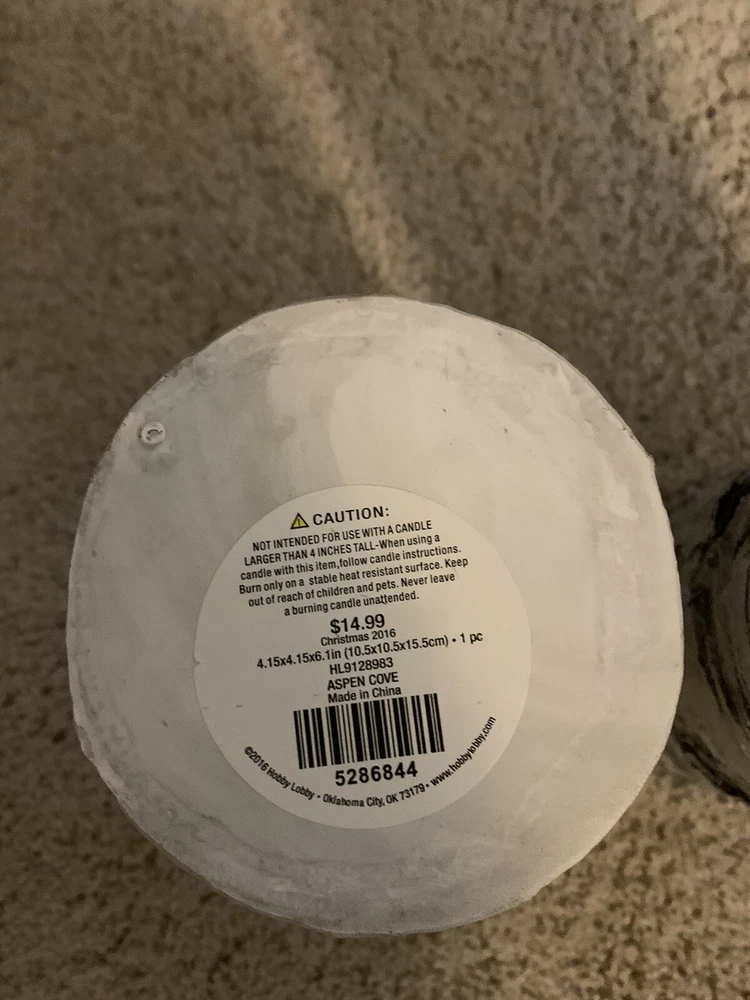 ⚠ CAUTION:
NOT INTENDED FOR USE WITH A CANDLE
LARGER THAN 4 INCHES TALL-When using a
candle with this item,follow candle instructions.
Burn only on a stable heat resistant surface. Keep
out of reach of children and pets. Never leave
a burning candle unattended.
$14.99
Christmas 2016
4.15x4.15x6.1in (10.5x10.5x15.5cm) • 1 pc
HL9128983
ASPEN COVE
Made in China
5286844
©2016 Hobby Lobby • Oklahoma City, OK 73179 • www.hobbylobby.com